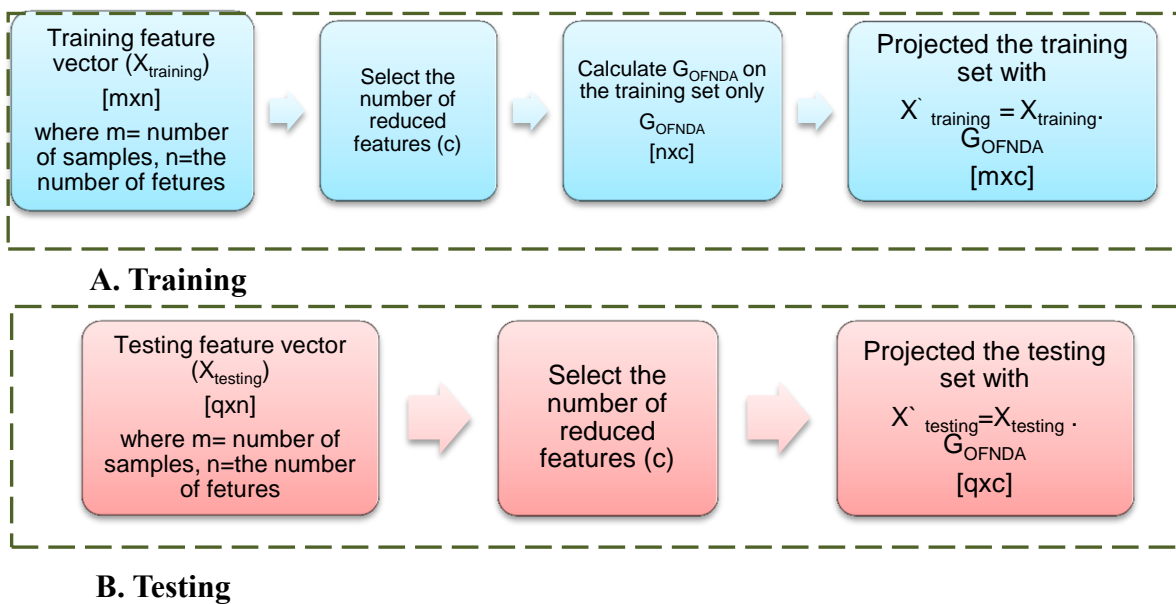 Training feature
vector (Xtraining)
[mxn]
where m= number
of samples, n=the
number of fetures
Select the
number of
reduced
features (c)
Calculate GOFNDA on
the training set only
GOFNDA
[nxc]
Projected the training
set with
X` training = Xtraining.
GOFNDA
[mxc]
A. Training
Testing feature vector
(Xtesting)
[qxn]
where m= number of
samples, n=the number
of fetures
Select the
number of
reduced
features (c)
Projected the testing
set with
X` testing=Xtesting .
GOFNDA
[qxc]
B. Testing